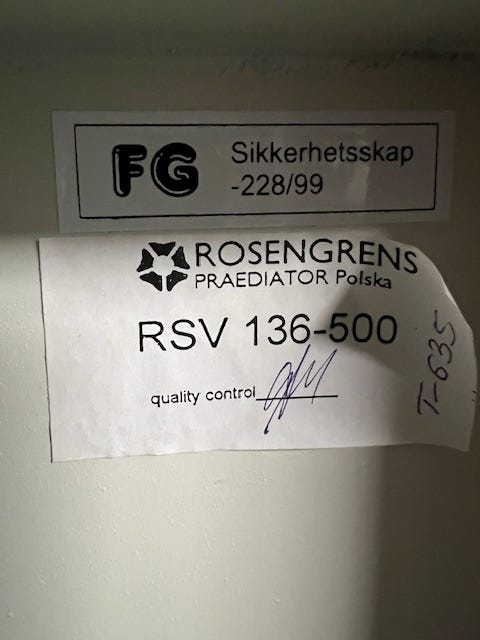 FG
Sikkerhetsskap
-228/99
ROSENGRENS
PRAEDIATOR Polska
RSV 136-500
quality control
T-635